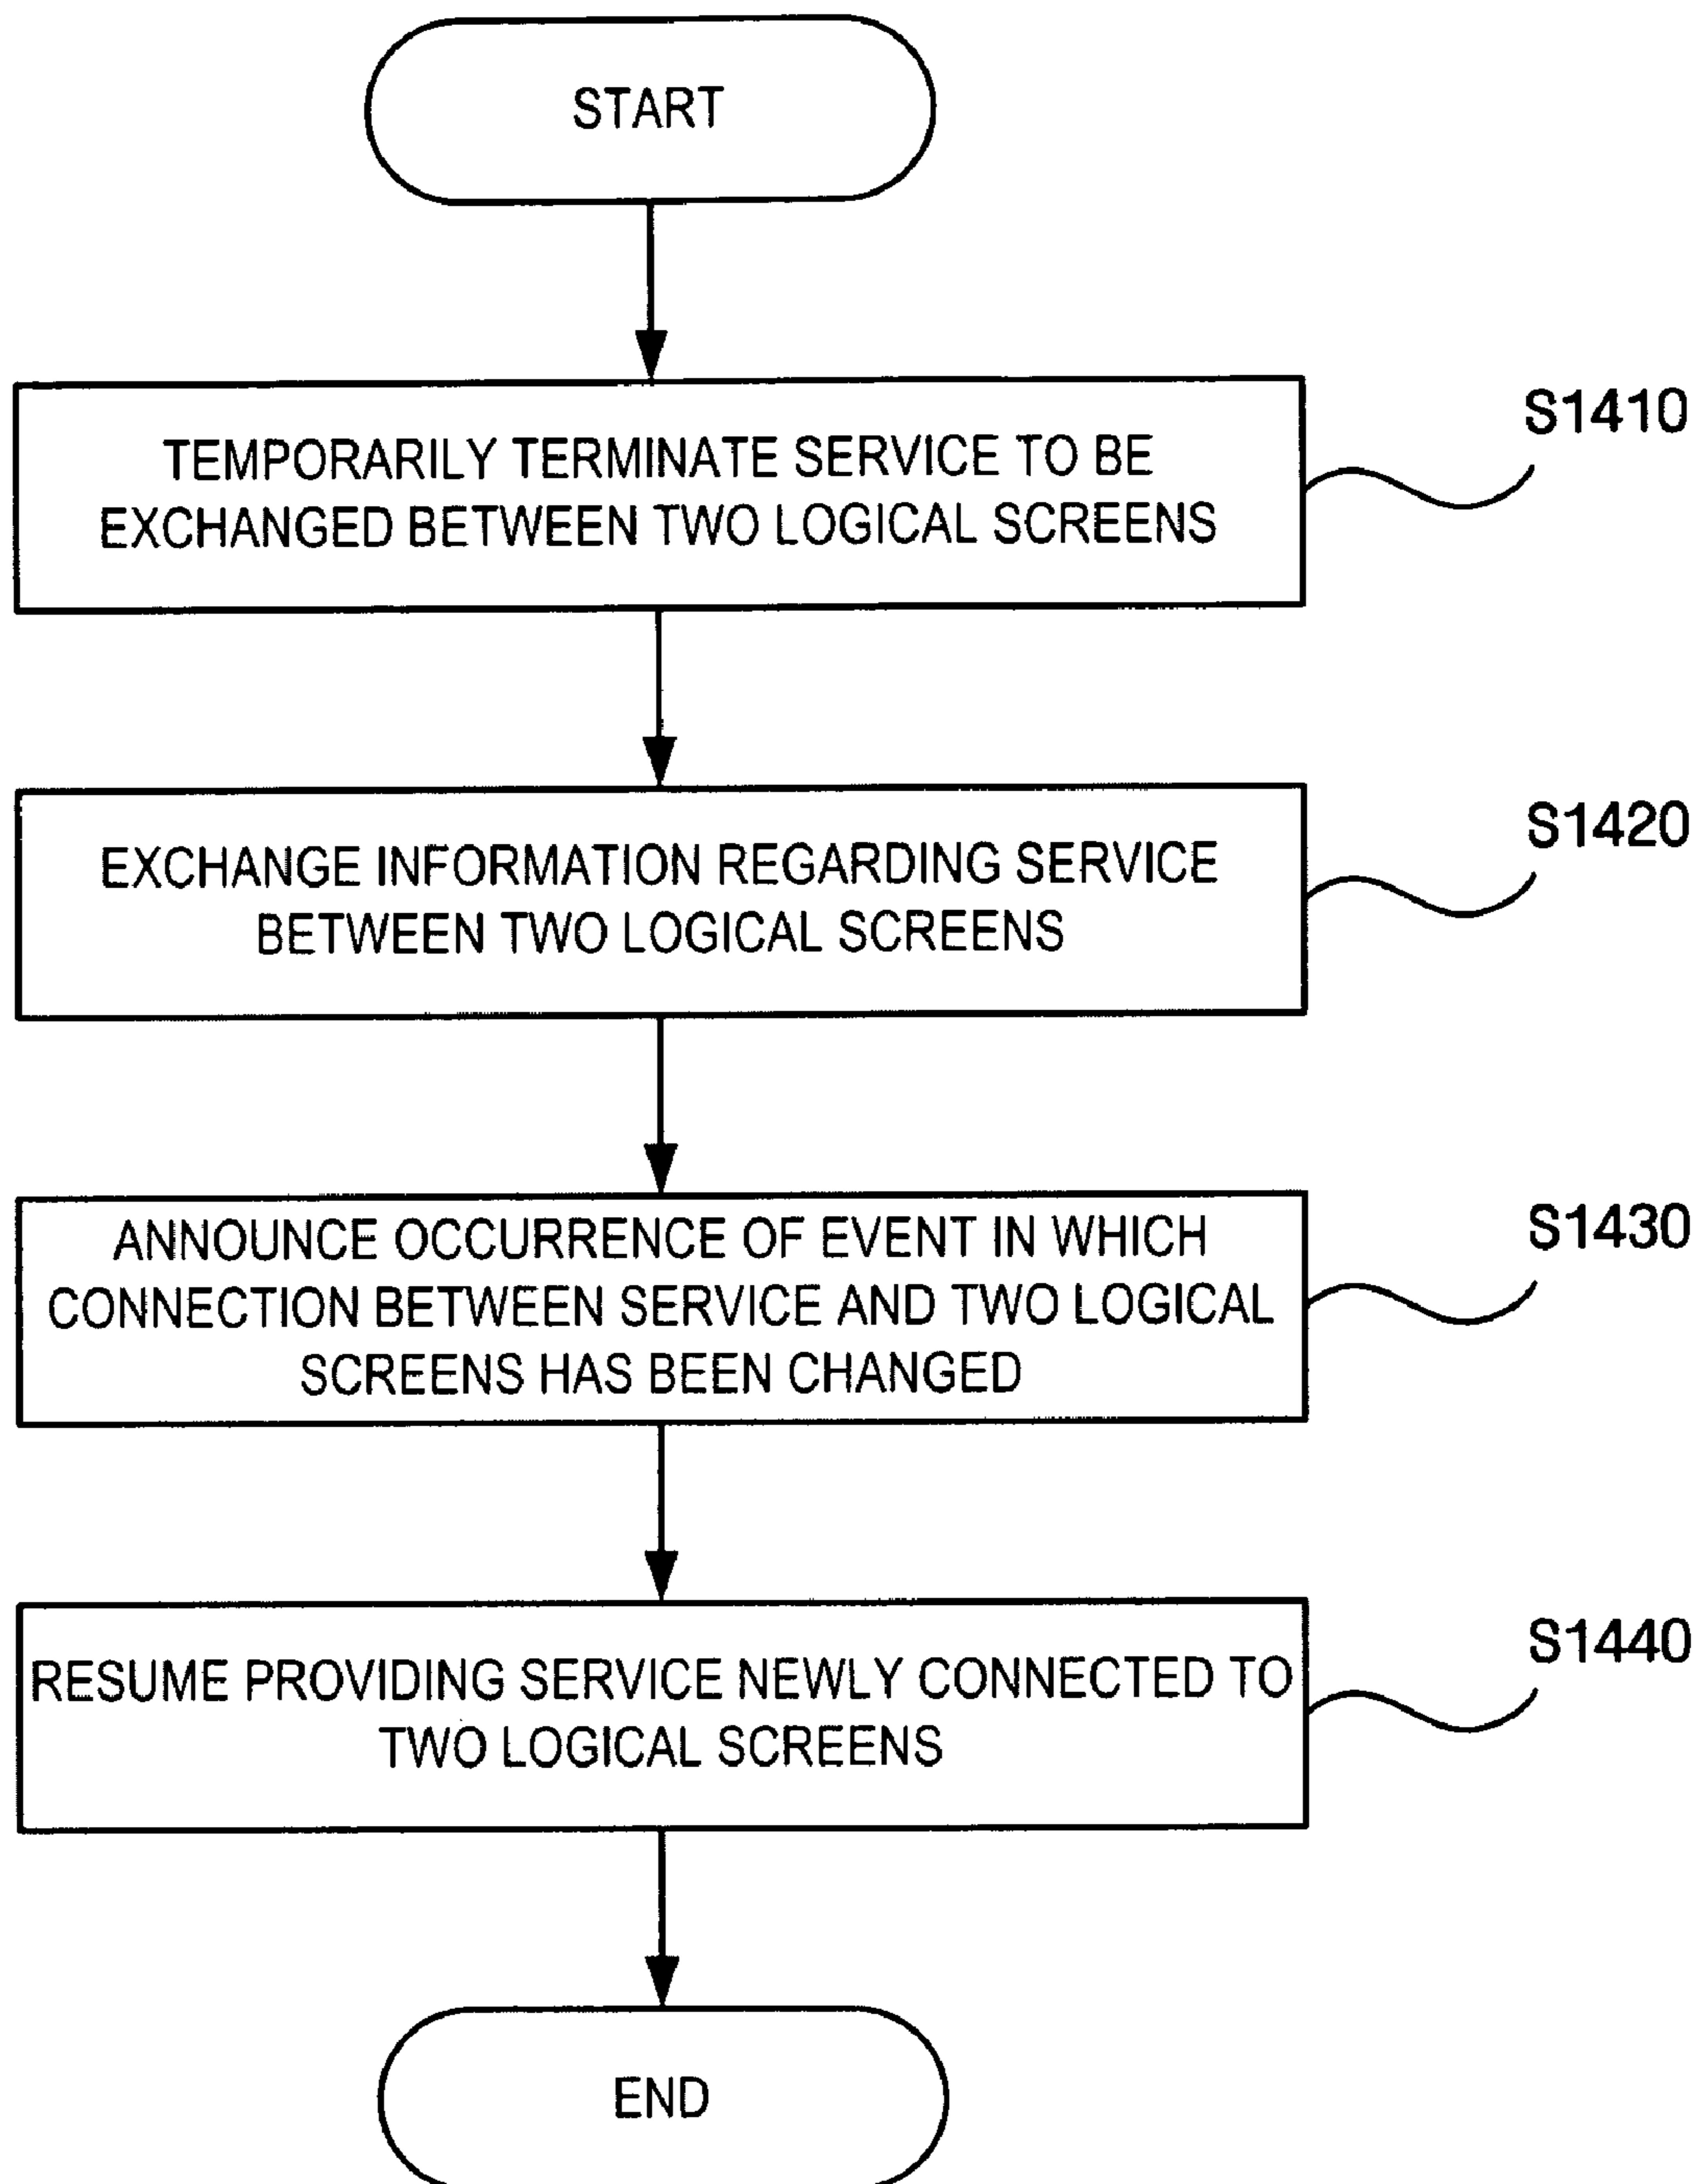 START
S1410
TEMPORARILY TERMINATE SERVICE TO BE
EXCHANGED BETWEEN TWO LOGICAL SCREENS
S1420
EXCHANGE INFORMATION REGARDING SERVICE
BETWEEN TWO LOGICAL SCREENS
S1430
ANNOUNCE OCCURRENCE OF EVENT IN WHICH
CONNECTION BETWEEN SERVICE AND TWO LOGICAL
SCREENS HAS BEEN CHANGED
S1440
RESUME PROVIDING SERVICE NEWLY CONNECTED TO
TWO LOGICAL SCREENS
END